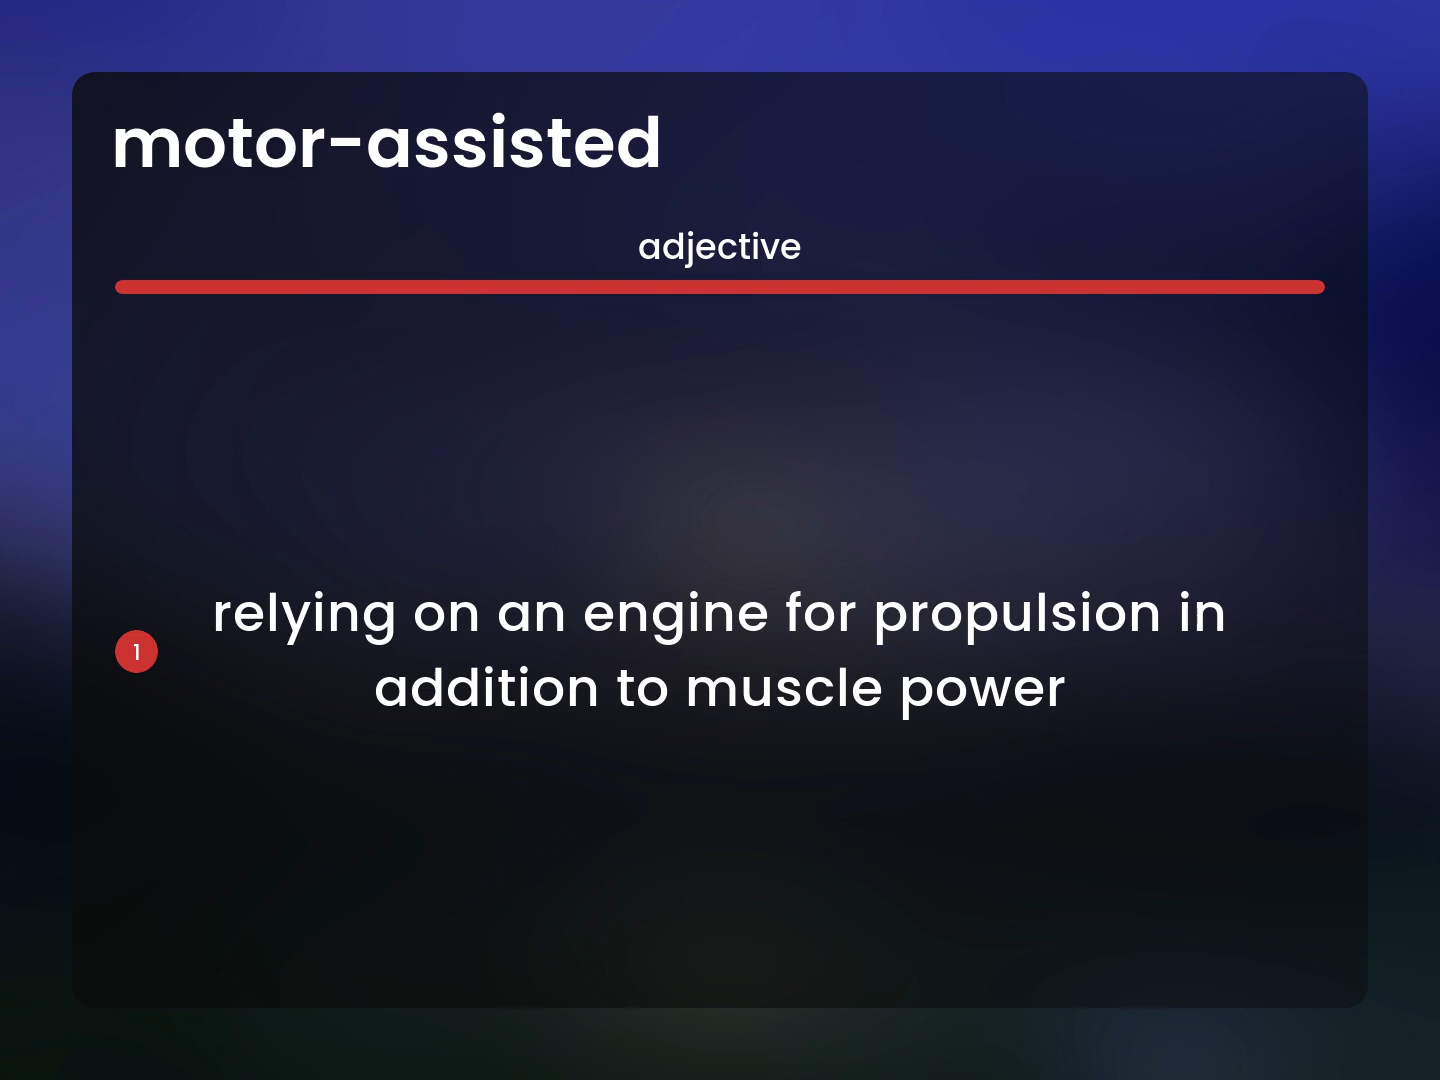 motor-assisted
adjective
1
relying on an engine for propulsion in
addition to muscle power